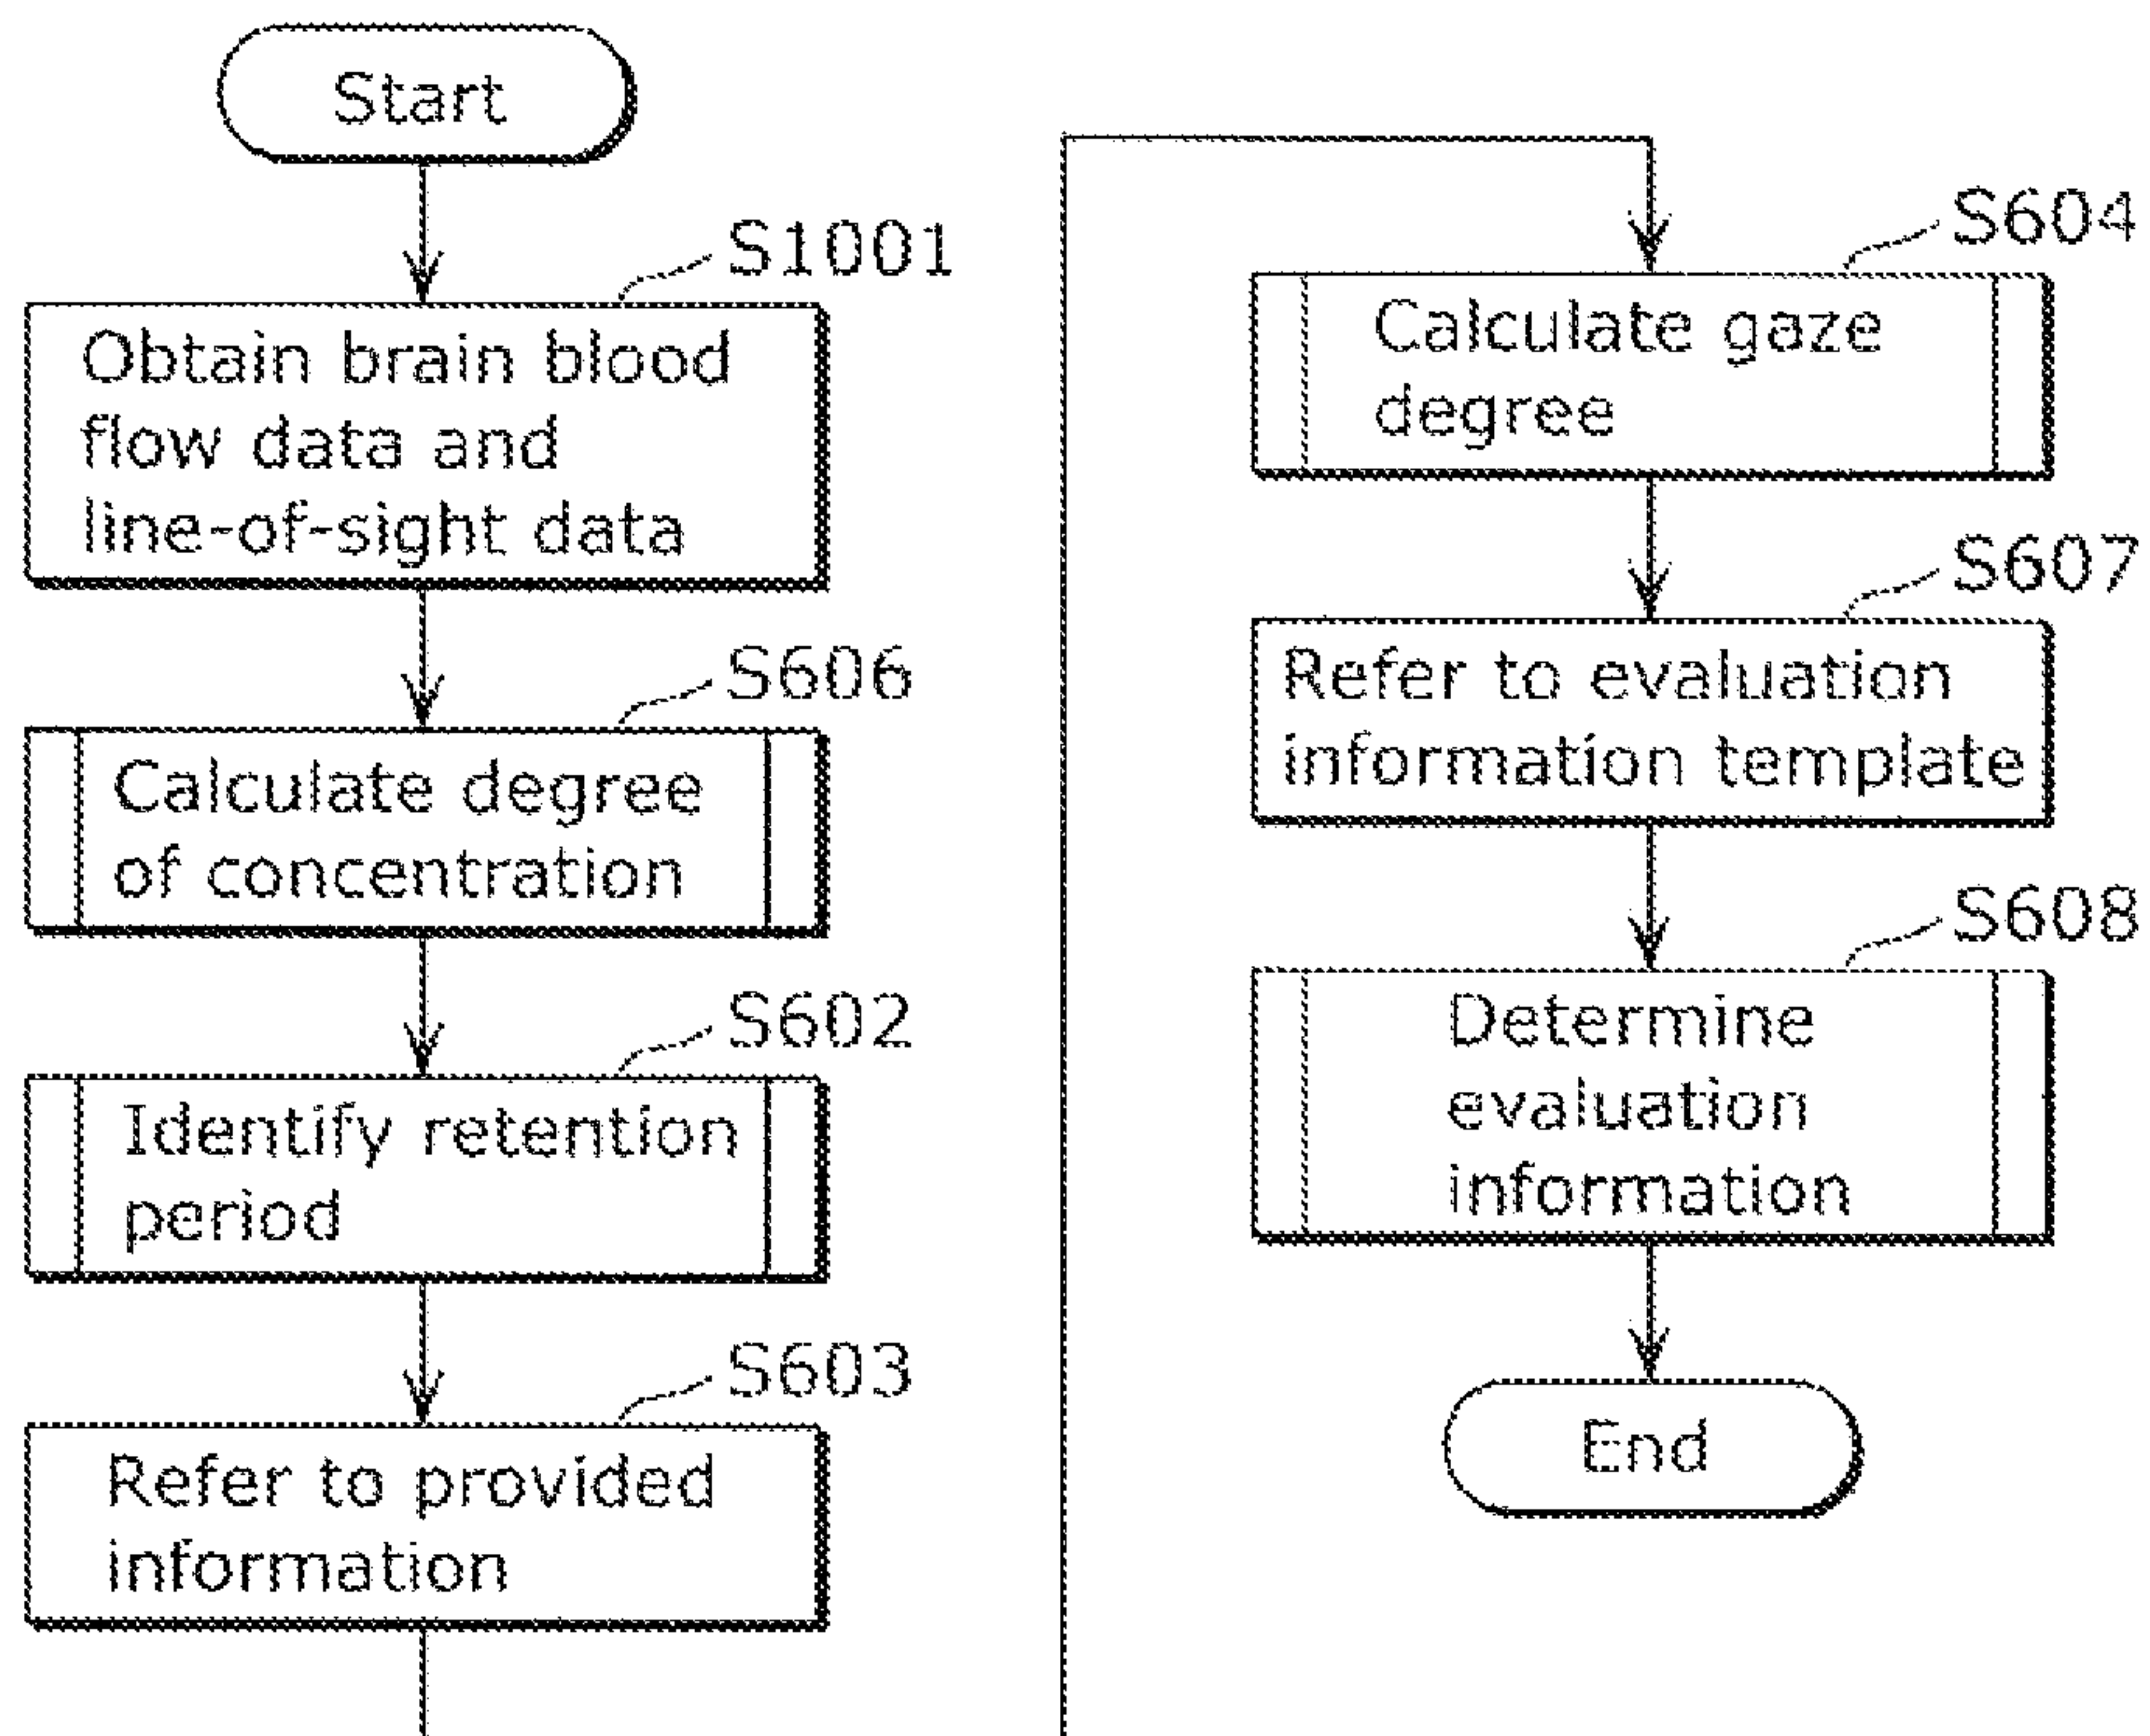 Start
S1001
Obtain brain blood
flow data and
line-of-sight data
S606
Calculate degree
of concentration
S602
Identify retention
period
S603
Refer to provided
information
S604
Calculate gaze
degree
S607
Refer to evaluation
information template
S608
Determine
evaluation
information
End